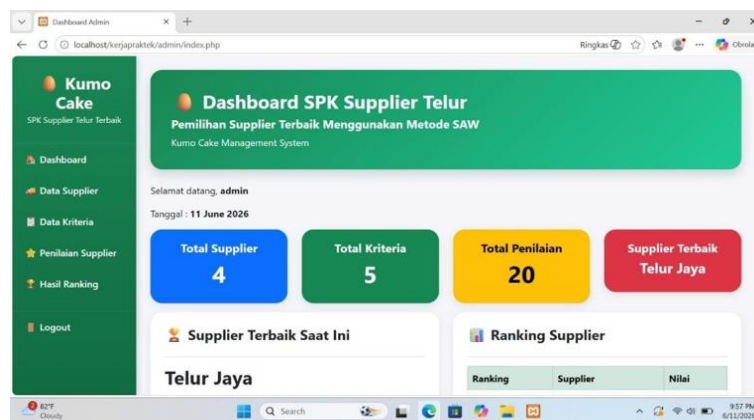 Dashboard Admin
localhost/kerjapraktek/admin/index.php
Ringkas
Obrola
Kumo Cake
SPK Supplier Telur Terbaik
Dashboard
Data Supplier
Data Kriteria
Penilaian Supplier
Hasil Ranking
Logout
Dashboard SPK Supplier Telur
Pemilihan Supplier Terbaik Menggunakan Metode SAW
Kumo Cake Management System
Selamat datang, admin
Tanggal : 11 June 2026
Total Supplier
4
Total Kriteria
5
Total Penilaian
20
Supplier Terbaik
Telur Jaya
Supplier Terbaik Saat Ini
Telur Jaya
Ranking Supplier
Ranking Supplier Nilai
82°F
Cloudy
Search
9:57 PM
6/11/2026